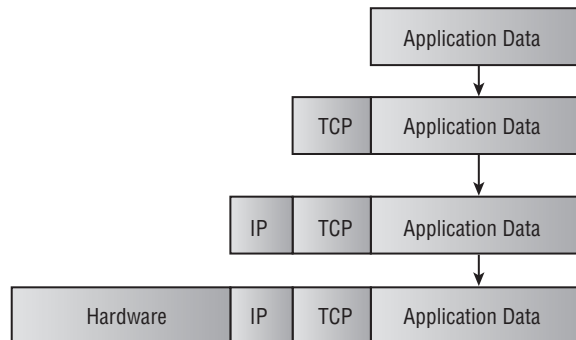 Application Data
TCP Application Data
IP TCP Application Data
Hardware IP TCP Application Data